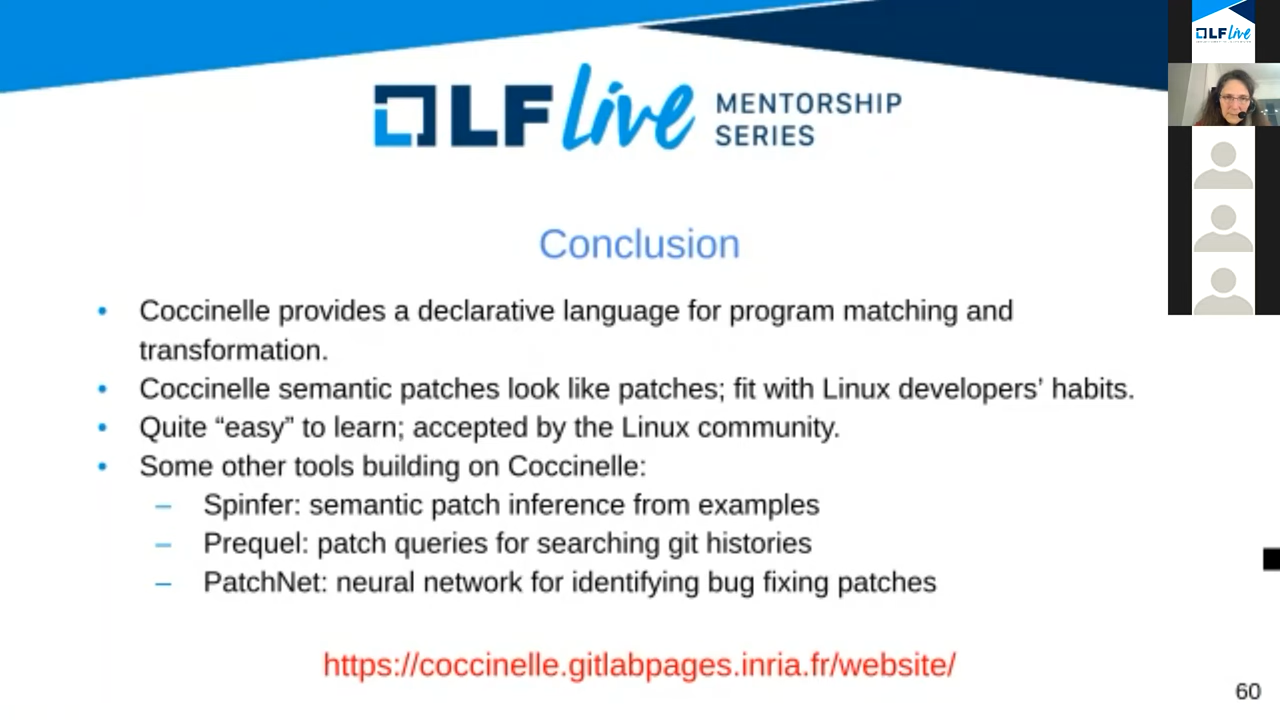 LF Live MENTORSHIP
SERIES
LF Live
Conclusion
• Coccinelle provides a declarative language for program matching and
transformation.
• Coccinelle semantic patches look like patches; fit with Linux developers’ habits.
• Quite “easy” to learn; accepted by the Linux community.
• Some other tools building on Coccinelle:
– Spinfer: semantic patch inference from examples
– Prequel: patch queries for searching git histories
– PatchNet: neural network for identifying bug fixing patches
https://coccinelle.gitlabpages.inria.fr/website/
60